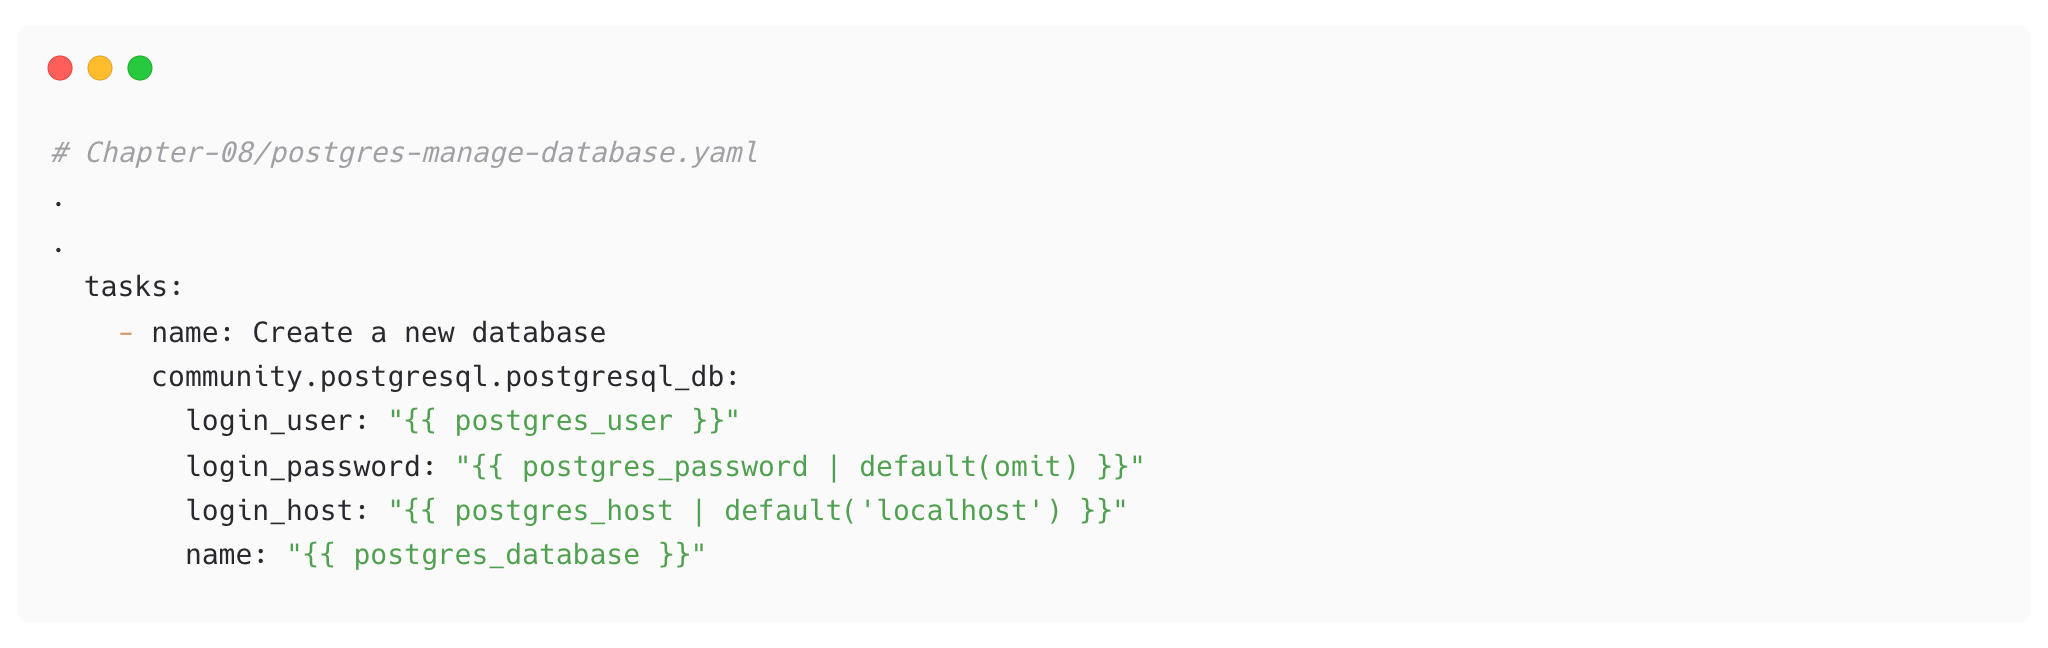 # Chapter-08/postgres-manage-database.yaml
.
.
  tasks:
    - name: Create a new database
      community.postgresql.postgresql_db:
        login_user: "{{ postgres_user }}"
        login_password: "{{ postgres_password | default(omit) }}"
        login_host: "{{ postgres_host | default('localhost') }}"
        name: "{{ postgres_database }}"